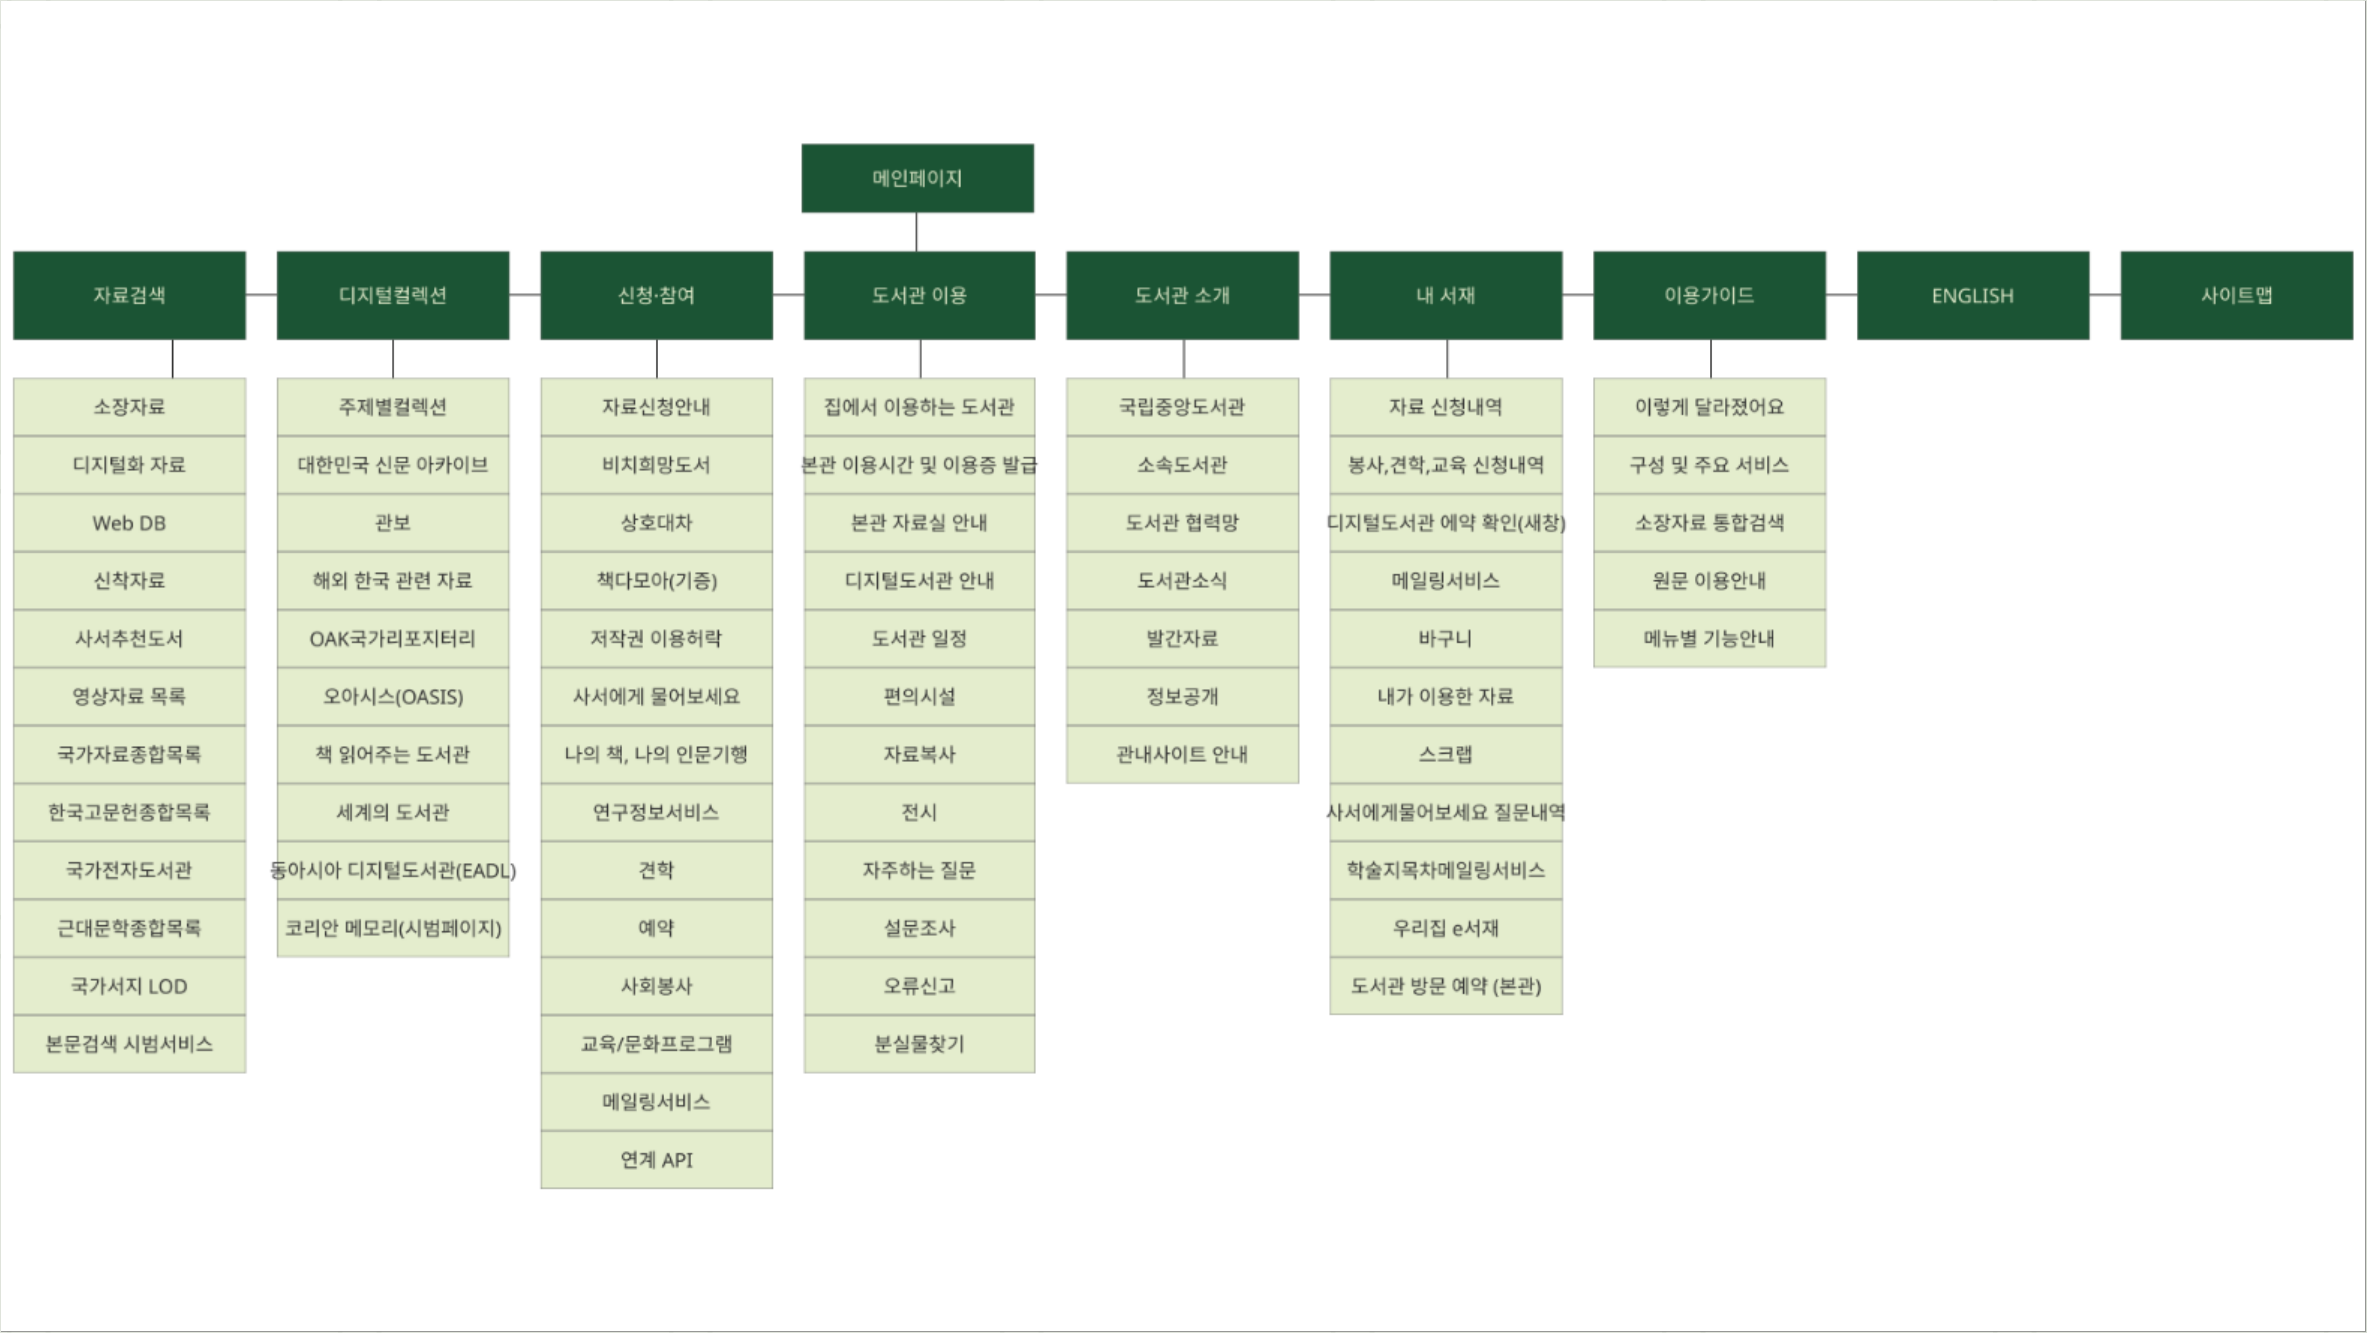 메인페이지
자료검색
디지털컬렉션
신청·참여
도서관 이용
도서관 소개
내 서재
이용가이드
ENGLISH
사이트맵
소장자료
디지털화 자료
Web DB
신착자료
사서추천도서
영상자료 목록
국가자료종합목록
한국고문헌종합목록
국가전자도서관
근대문학종합목록
국가서지 LOD
본문검색 시범서비스
주제별컬렉션
대한민국 신문 아카이브
관보
해외 한국 관련 자료
OAK국가리포지터리
오아시스(OASIS)
책 읽어주는 도서관
세계의 도서관
동아시아 디지털도서관(EADL)
코리안 메모리(시범페이지)
자료신청안내
비치희망도서
상호대차
책다모아(기증)
저작권 이용허락
사서에게 물어보세요
나의 책, 나의 인문기행
연구정보서비스
견학
예약
사회봉사
교육/문화프로그램
메일링서비스
연계 API
집에서 이용하는 도서관
본관 이용시간 및 이용증 발급
본관 자료실 안내
디지털도서관 안내
도서관 일정
편의시설
자료복사
전시
자주하는 질문
설문조사
오류신고
분실물찾기
국립중앙도서관
소속도서관
도서관 협력망
도서관소식
발간자료
정보공개
관내사이트 안내
자료 신청내역
봉사,견학,교육 신청내역
디지털도서관 에약 확인(새창)
메일링서비스
바구니
내가 이용한 자료
스크랩
사서에게물어보세요 질문내역
학술지목차메일링서비스
우리집 e서재
도서관 방문 예약 (본관)
이렇게 달라졌어요
구성 및 주요 서비스
소장자료 통합검색
원문 이용안내
메뉴별 기능안내